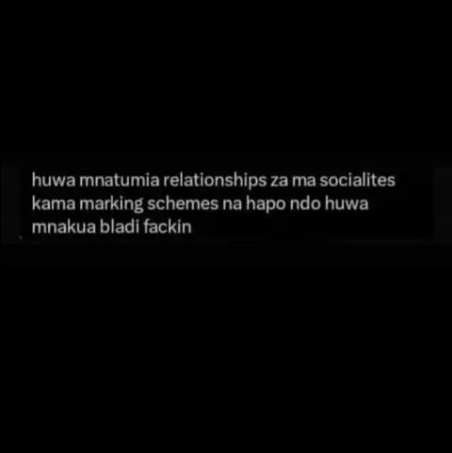 huwa mnatumia relationships za ma socialites
kama marking schemes na hapo ndo huwa
mnakua bladi fackin